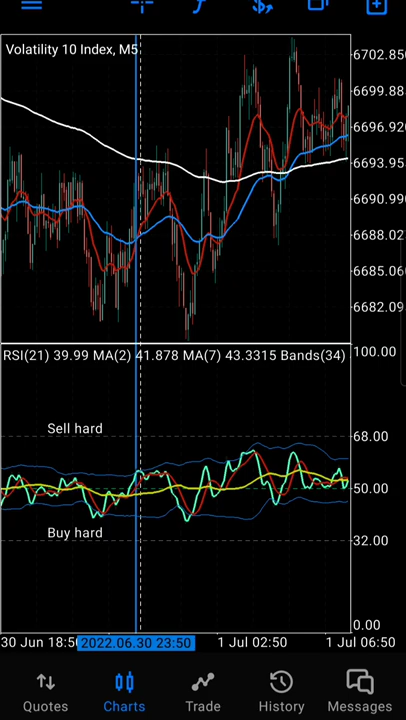 Volatility 10 Index, M5
6702.850
6699.88
6696.920
6693.95
6690.990
6688.02
6685.06
6682.09
100.00
RSI(21) 39.99 MA(2) 41.878 MA(7) 43.3315 Bands(34)
Sell hard
68.00
50.00
Buy hard
32.00
0.00
30 Jun 18:50
2022.06.30 23:50
1 Jul 02:50
1 Jul 06:50
Quotes
Charts
Trade
History
Messages